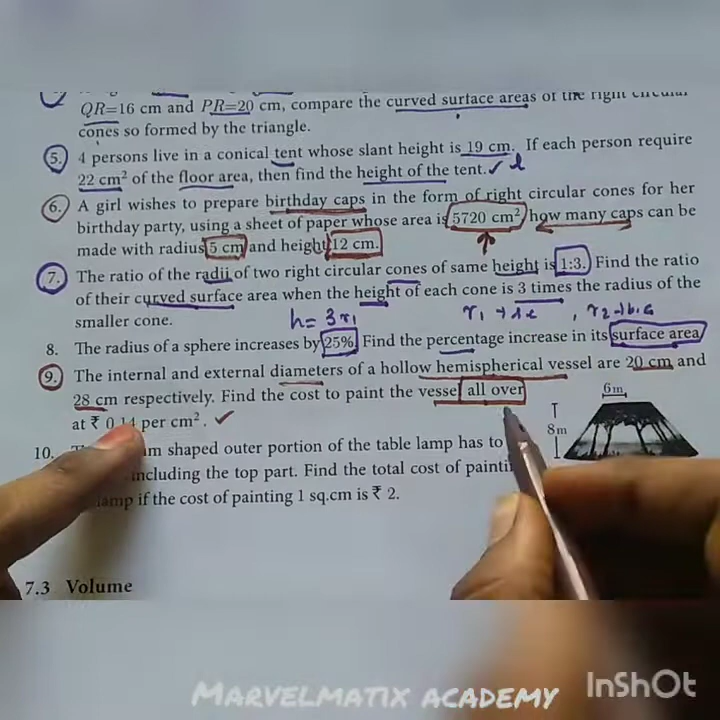 QR=16 cm and PR=20 cm, compare the curved surface areas of the right circular
cones so formed by the triangle.
5. 4 persons live in a conical tent whose slant height is 19 cm. If each person require
22 cm² of the floor area, then find the height of the tent. ✓ l
6. A girl wishes to prepare birthday caps in the form of right circular cones for her
birthday party, using a sheet of paper whose area is 5720 cm², how many caps can be
made with radius 5 cm and height 12 cm.
7. The ratio of the radii of two right circular cones of same height is 1:3. Find the ratio
of their curved surface area when the height of each cone is 3 times the radius of the
smaller cone.
h= 3r₁
8. The radius of a sphere increases by 25%. Find the percentage increase in its surface area
9. The internal and external diameters of a hollow hemispherical vessel are 20 cm and
28 cm respectively. Find the cost to paint the vessel all over
at ₹ 0.14 per cm². ✓
6m
8m
10.
shaped outer portion of the table lamp has to
including the top part. Find the total cost of
lamp if the cost of painting 1 sq.cm is ₹ 2.
7.3 Volume
MARVELMATIX ACADEMY
InShOt